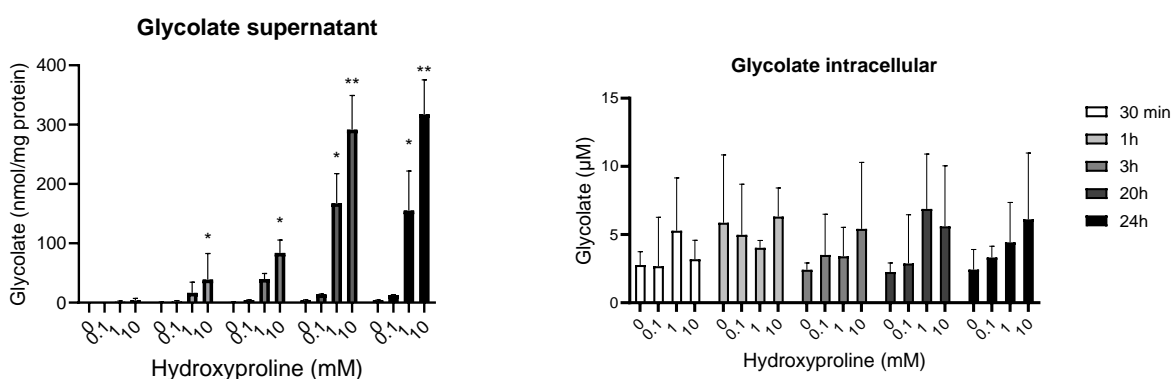 Glycolate supernatant
Glycolate (nmol/mg protein)
400
300
200
100
0
* * * ** * **
0 0.1 1 10 0 0.1 1 10 0 0.1 1 10 0 0.1 1 10 0 0.1 1 10
Hydroxyproline (mM)
Glycolate intracellular
Glycolate (µM)
15
10
5
0
0 0.1 1 10 0 0.1 1 10 0 0.1 1 10 0 0.1 1 10 0 0.1 1 10
Hydroxyproline (mM)
30 min
1h
3h
20h
24h